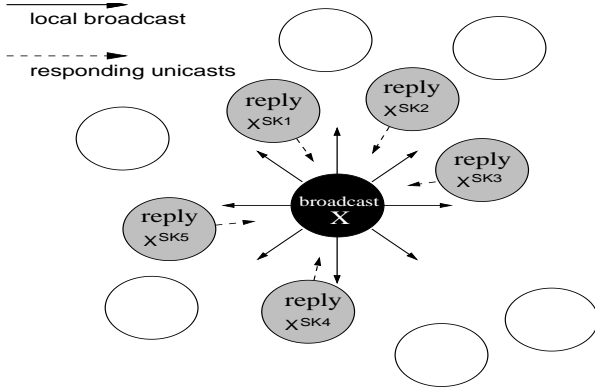 local broadcast
responding unicasts
reply
X^SK1
reply
X^SK2
reply
X^SK3
broadcast
X
reply
X^SK5
reply
X^SK4